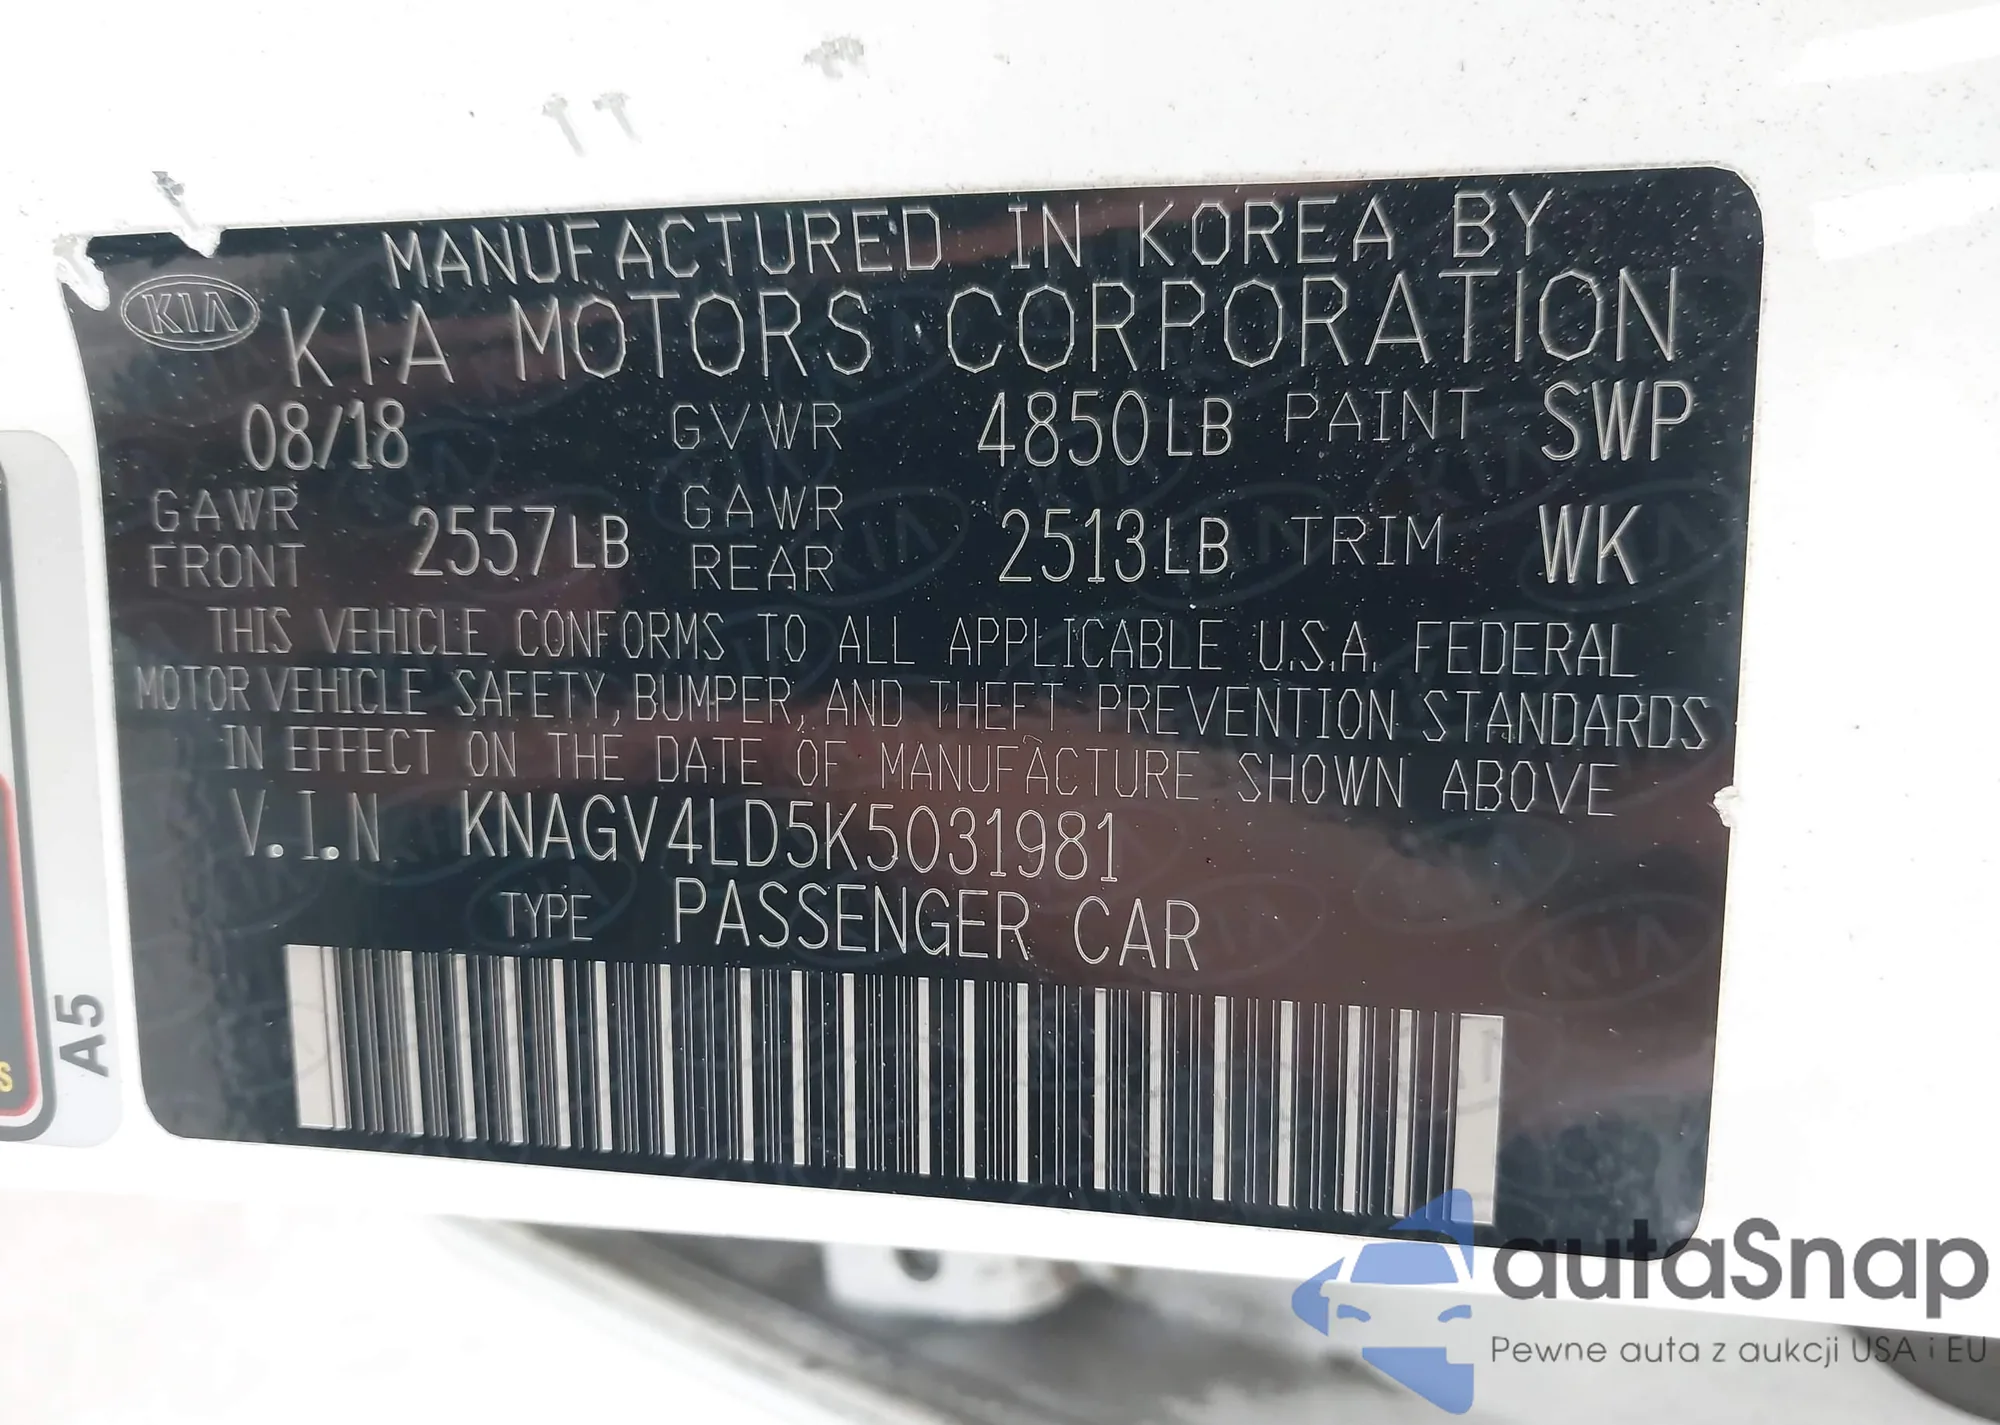 MANUFACTURED IN KOREA BY
KIA KIA MOTORS CORPORATION
08/18 GVWR 4850LB PAINT SWP
GAWR FRONT 2557LB GAWR REAR 2513LB TRIM WK
THIS VEHICLE CONFORMS TO ALL APPLICABLE U.S.A. FEDERAL
MOTOR VEHICLE SAFETY, BUMPER, AND THEFT PREVENTION STANDARDS
IN EFFECT ON THE DATE OF MANUFACTURE SHOWN ABOVE
V.I.N KNAGV4LD5K5031981
TYPE PASSENGER CAR
A5
S
autaSnap
Pewne auta z aukcji USA i EU